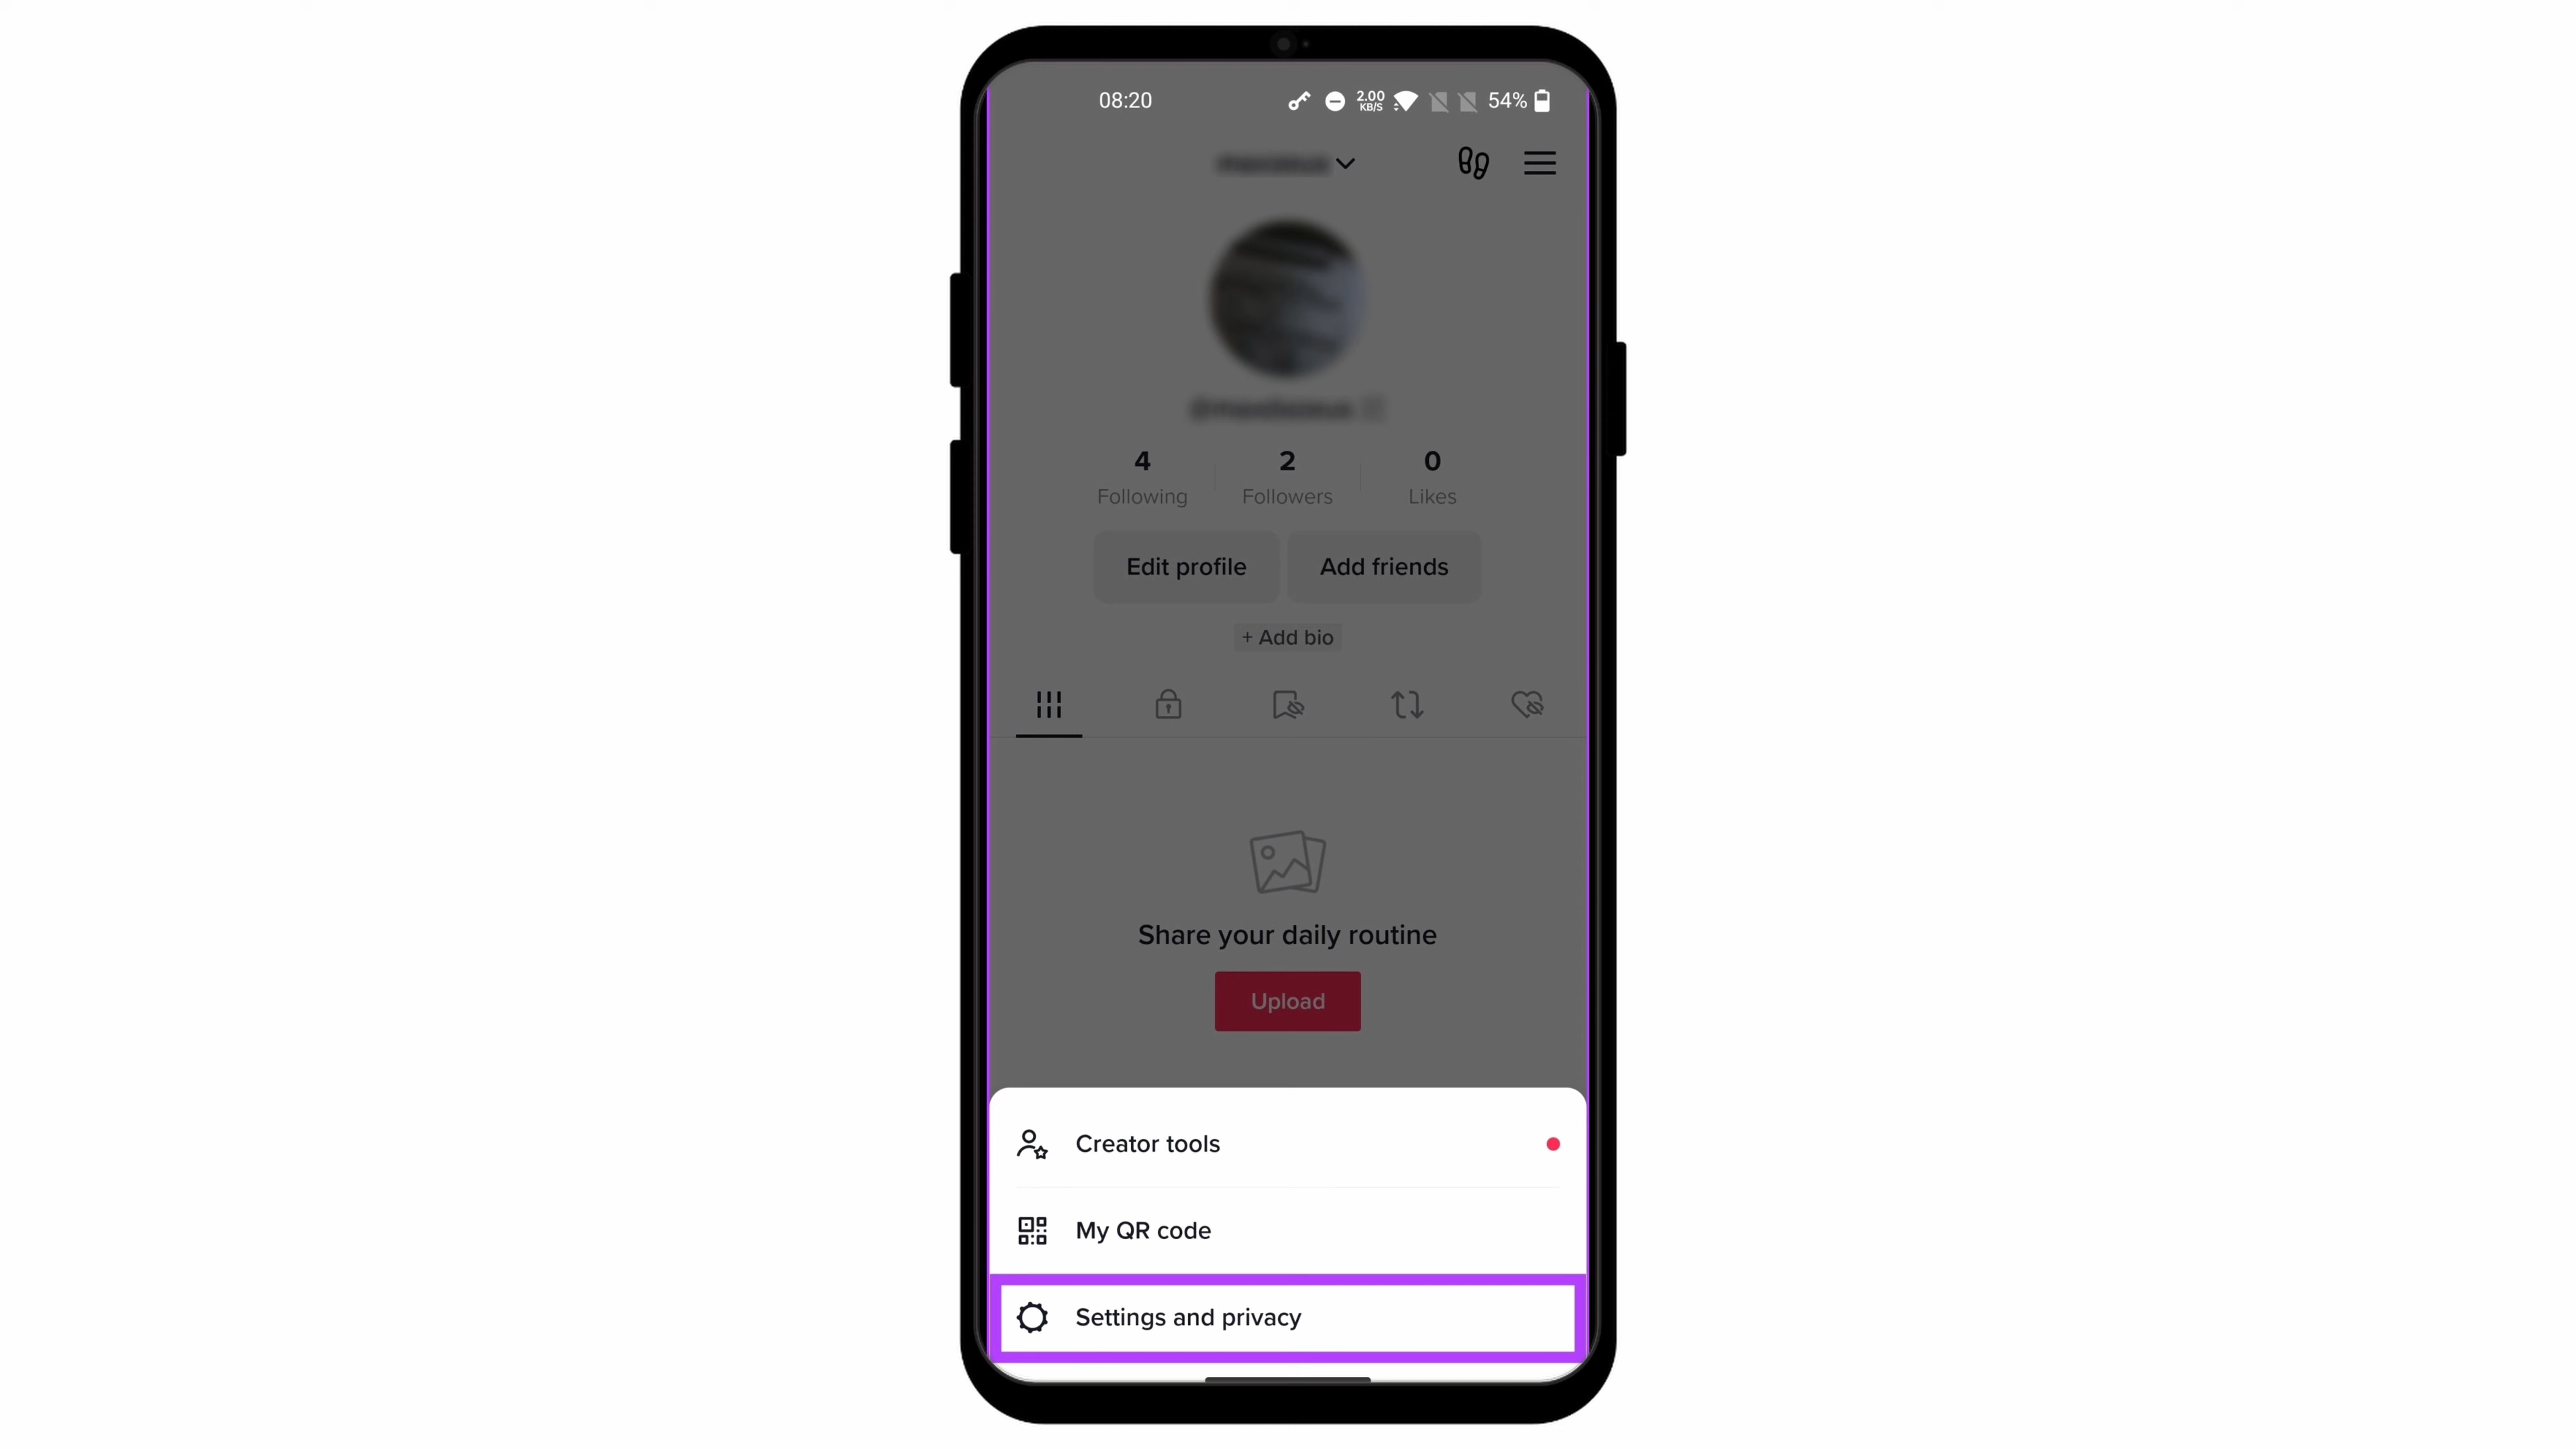 08:20
2.00
KB/S
54%
4
2
0
Following
Followers
Likes
Edit profile
Add friends
+ Add bio
Share your daily routine
Upload
Creator tools
My QR code
Settings and privacy